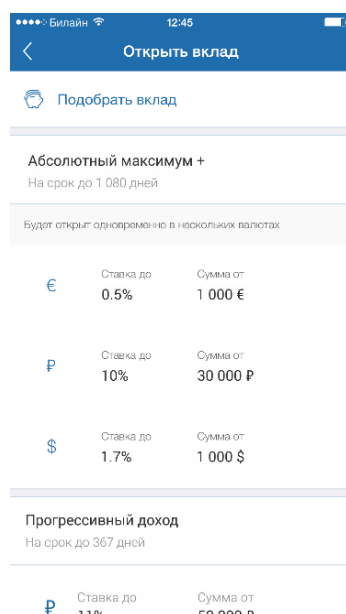 Билайн 12:45
Открыть вклад
Подобрать вклад
Абсолютный максимум +
На срок до 1 080 дней
Будет открыт одновременно в нескольких валютах
Ставка до Сумма от
€ 0.5% 1 000 €
Ставка до Сумма от
₽ 10% 30 000 ₽
Ставка до Сумма от
$ 1.7% 1 000 $
Прогрессивный доход
На срок до 367 дней
Ставка до Сумма от
₽ 11%